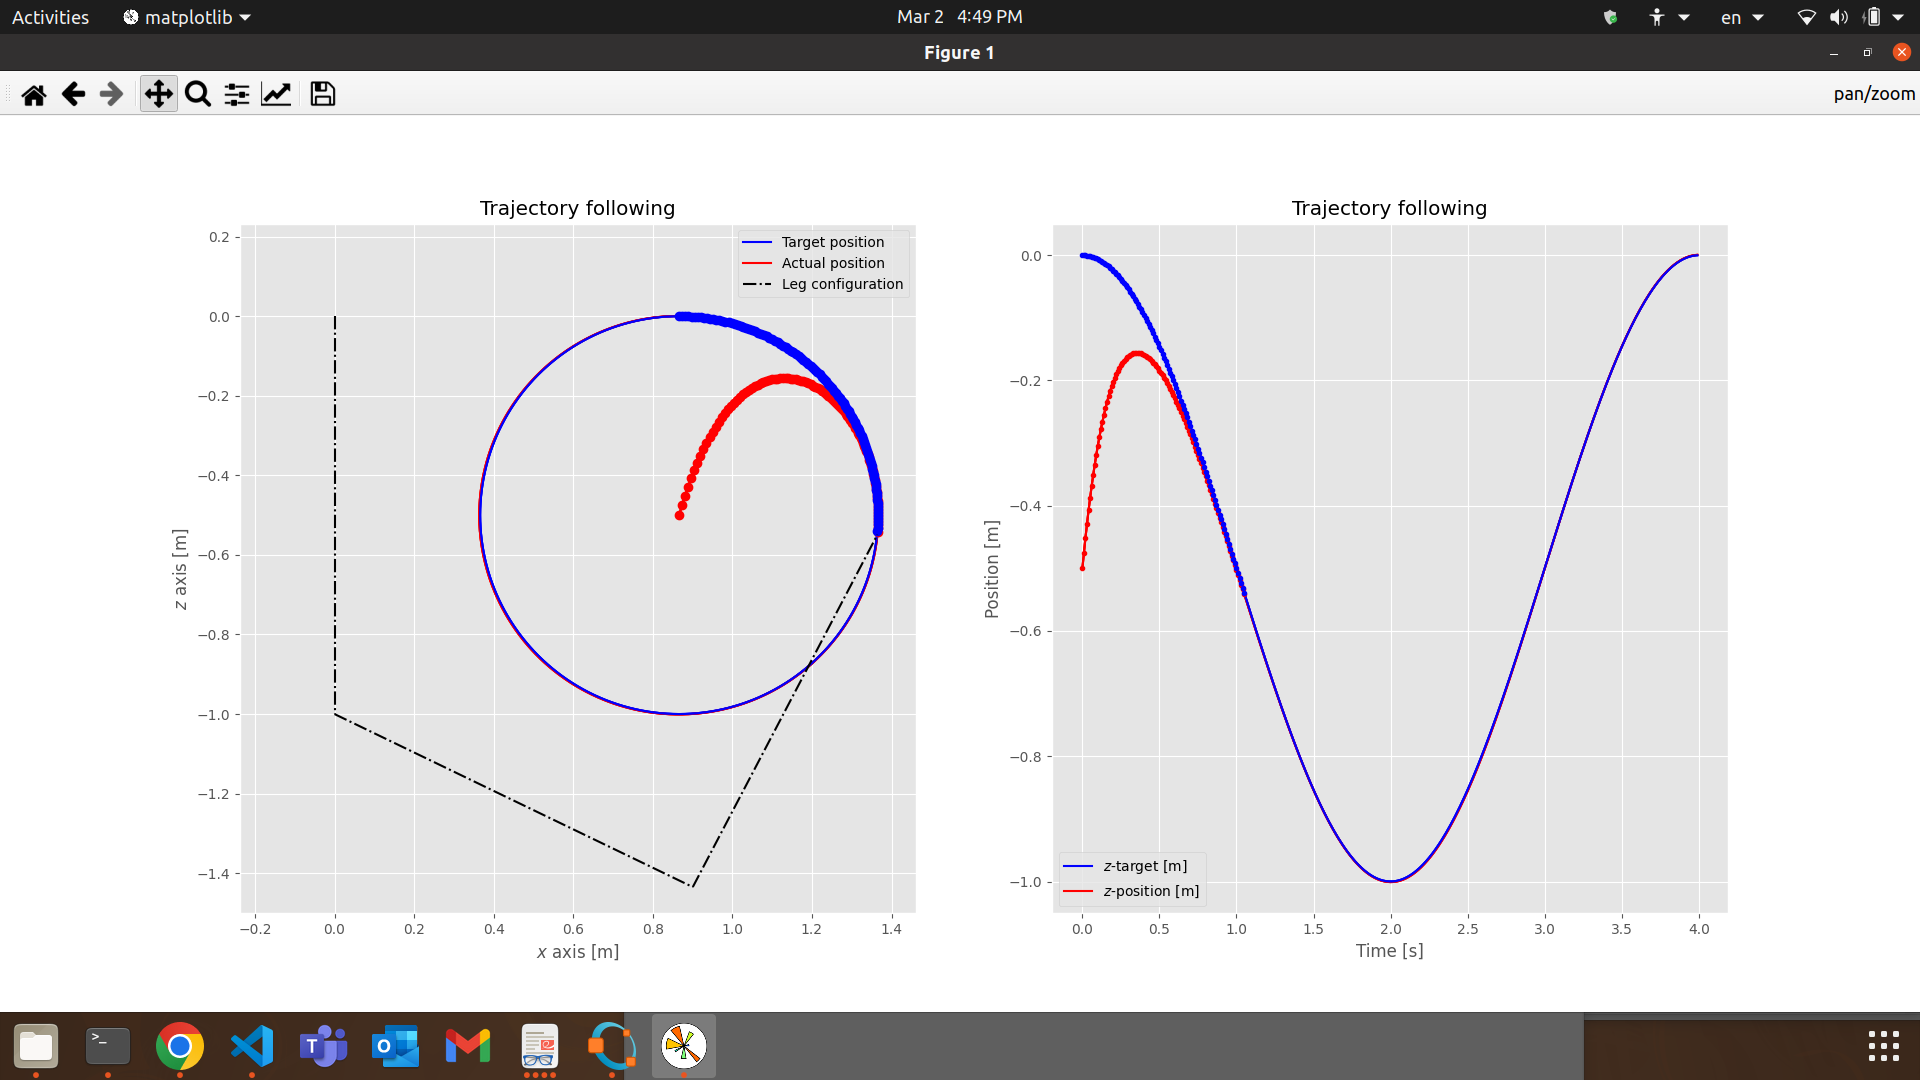 Activities
matplotlib
Mar 2 4:49 PM
en
Figure 1
pan/zoom
Trajectory following
Target position
Actual position
Leg configuration
0.2
0.0
−0.2
−0.4
−0.6
−0.8
−1.0
−1.2
−1.4
z axis [m]
−0.2
0.0
0.2
0.4
0.6
0.8
1.0
1.2
1.4
x axis [m]
Trajectory following
0.0
−0.2
−0.4
−0.6
−0.8
−1.0
Position [m]
z-target [m]
z-position [m]
0.0
0.5
1.0
1.5
2.0
2.5
3.0
3.5
4.0
Time [s]
>_
T
O